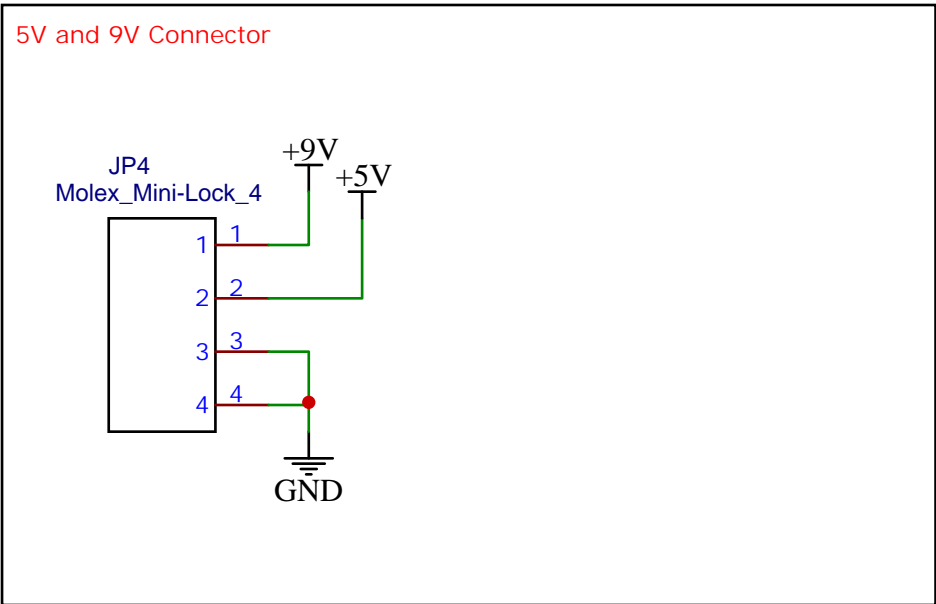 5V and 9V Connector
+9V
+5V
JP4
Molex_Mini-Lock_4
1 1
2 2
3 3
4 4
GND